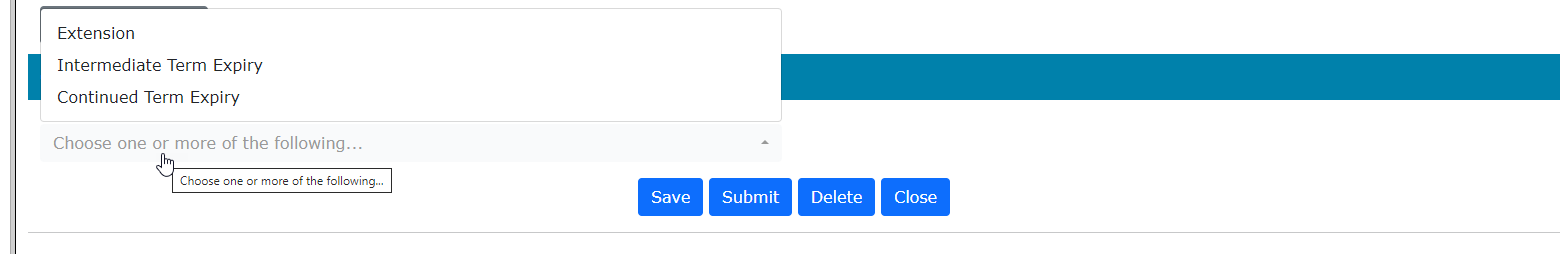 Extension
Intermediate Term Expiry
Continued Term Expiry
Choose one or more of the following...
Choose one or more of the following...
Save Submit Delete Close